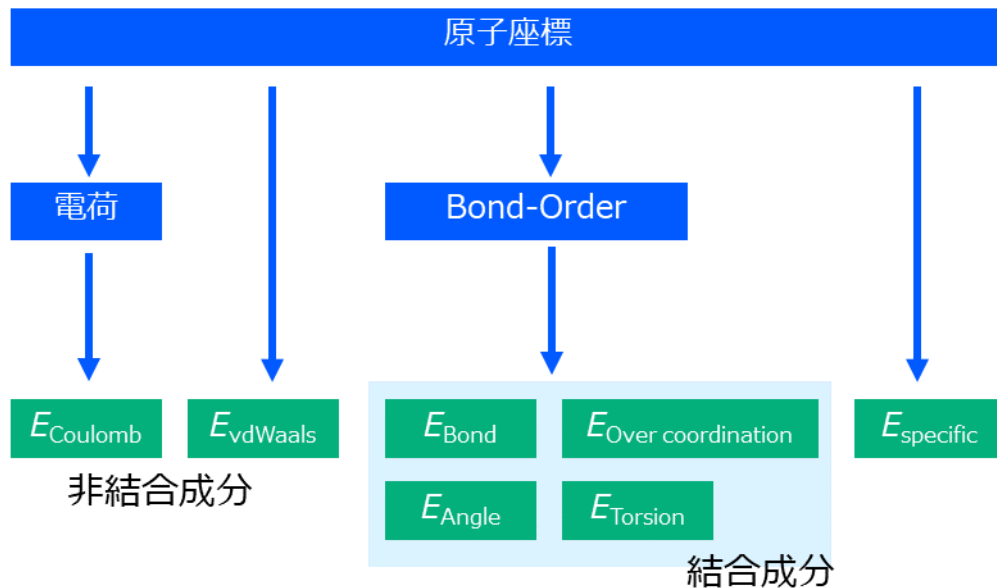 原子座標
電荷
Bond-Order
ECoulomb
EvdWaals
EBond
EOver coordination
Especific
非結合成分
EAngle
ETorsion
結合成分